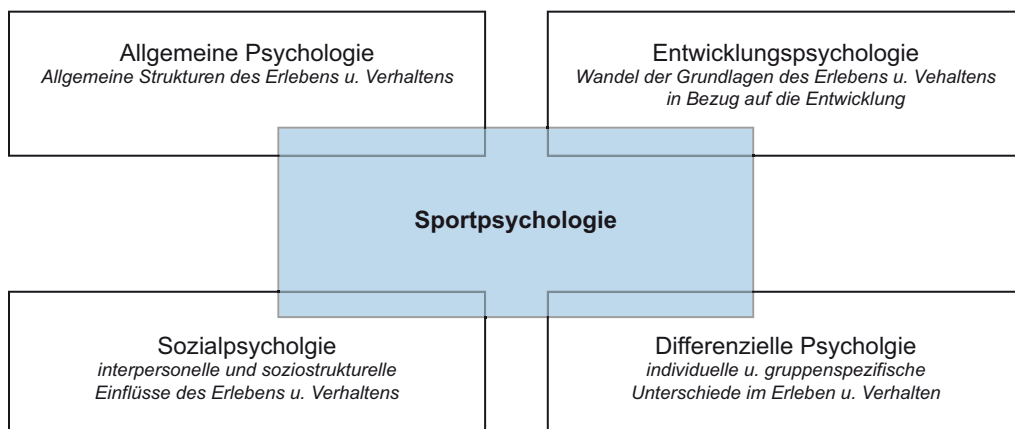 Allgemeine Psychologie
Allgemeine Strukturen des Erlebens u. Verhaltens
Entwicklungspsychologie
Wandel der Grundlagen des Erlebens u. Vehaltens
in Bezug auf die Entwicklung
Sportpsychologie
Sozialpsycholgie
interpersonelle und soziostrukturelle
Einflüsse des Erlebens u. Verhaltens
Differenzielle Psycholgie
individuelle u. gruppenspezifische
Unterschiede im Erleben u. Verhalten